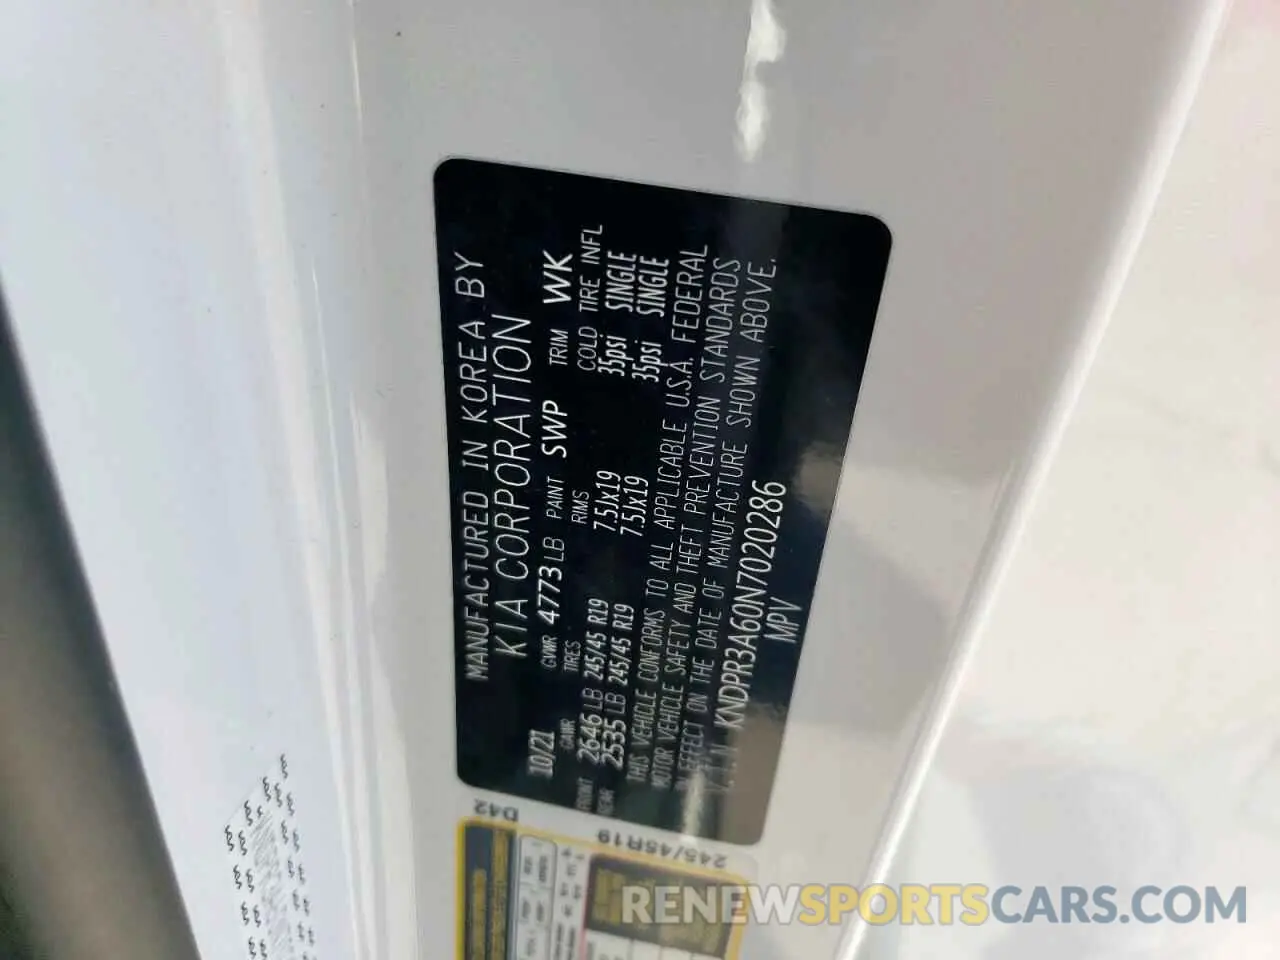 MANUFACTURED IN KOREA BY
KIA CORPORATION
10/21 GVWR 4773 LB PAINT SWP TRIM WK
GAWR TIRES RIMS COLD TIRE INFL
FRONT 2646 LB 245/45 R19 7.5Jx19 35psi SINGLE
REAR 2535 LB 245/45 R19 7.5Jx19 35psi SINGLE
THIS VEHICLE CONFORMS TO ALL APPLICABLE U.S.A. FEDERAL
MOTOR VEHICLE SAFETY AND THEFT PREVENTION STANDARDS
IN EFFECT ON THE DATE OF MANUFACTURE SHOWN ABOVE.
V.I.N KNDPR3A60N7020286
MPV
D42
245/45R19
RENEWSPORTSCARS.COM